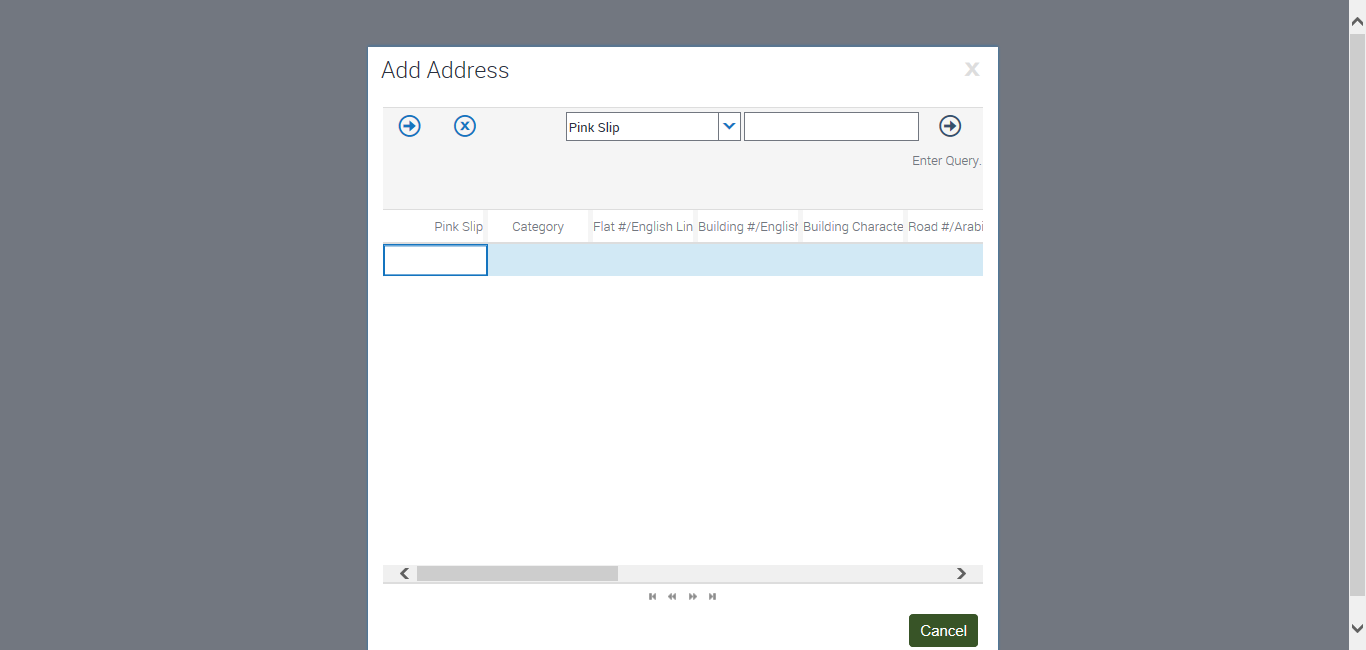 Add Address
X
Pink Slip
Enter Query.
Pink Slip Category Flat #/English Lin Building #/English Building Characte Road #/Arabi
Cancel